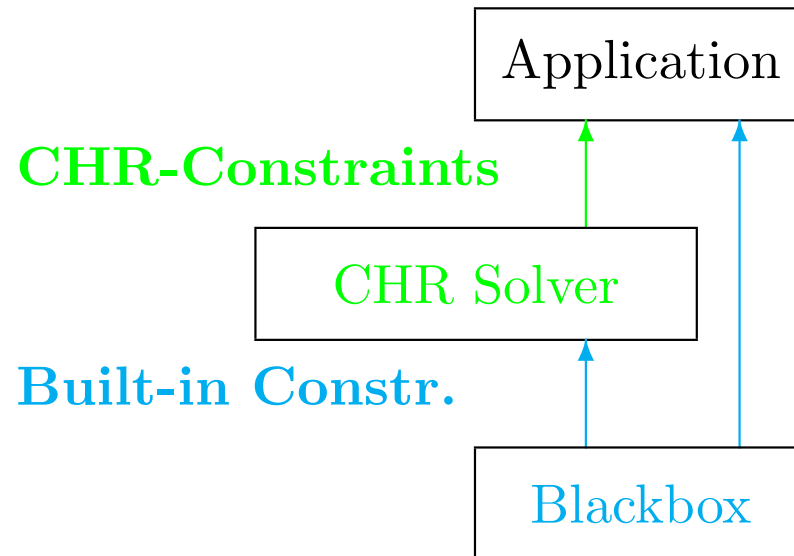 Application
CHR-Constraints
CHR Solver
Built-in Constr.
Blackbox